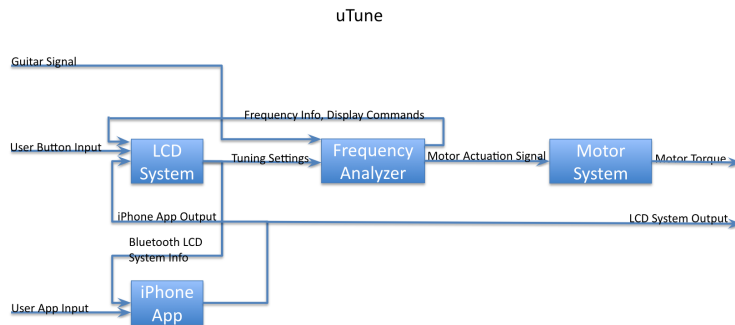 uTune
Guitar Signal
Frequency Info, Display Commands
User Button Input
LCD
System
Tuning Settings
Frequency
Analyzer
Motor Actuation Signal
Motor
System
Motor Torque
iPhone App Output
LCD System Output
Bluetooth LCD
System Info
iPhone
App
User App Input